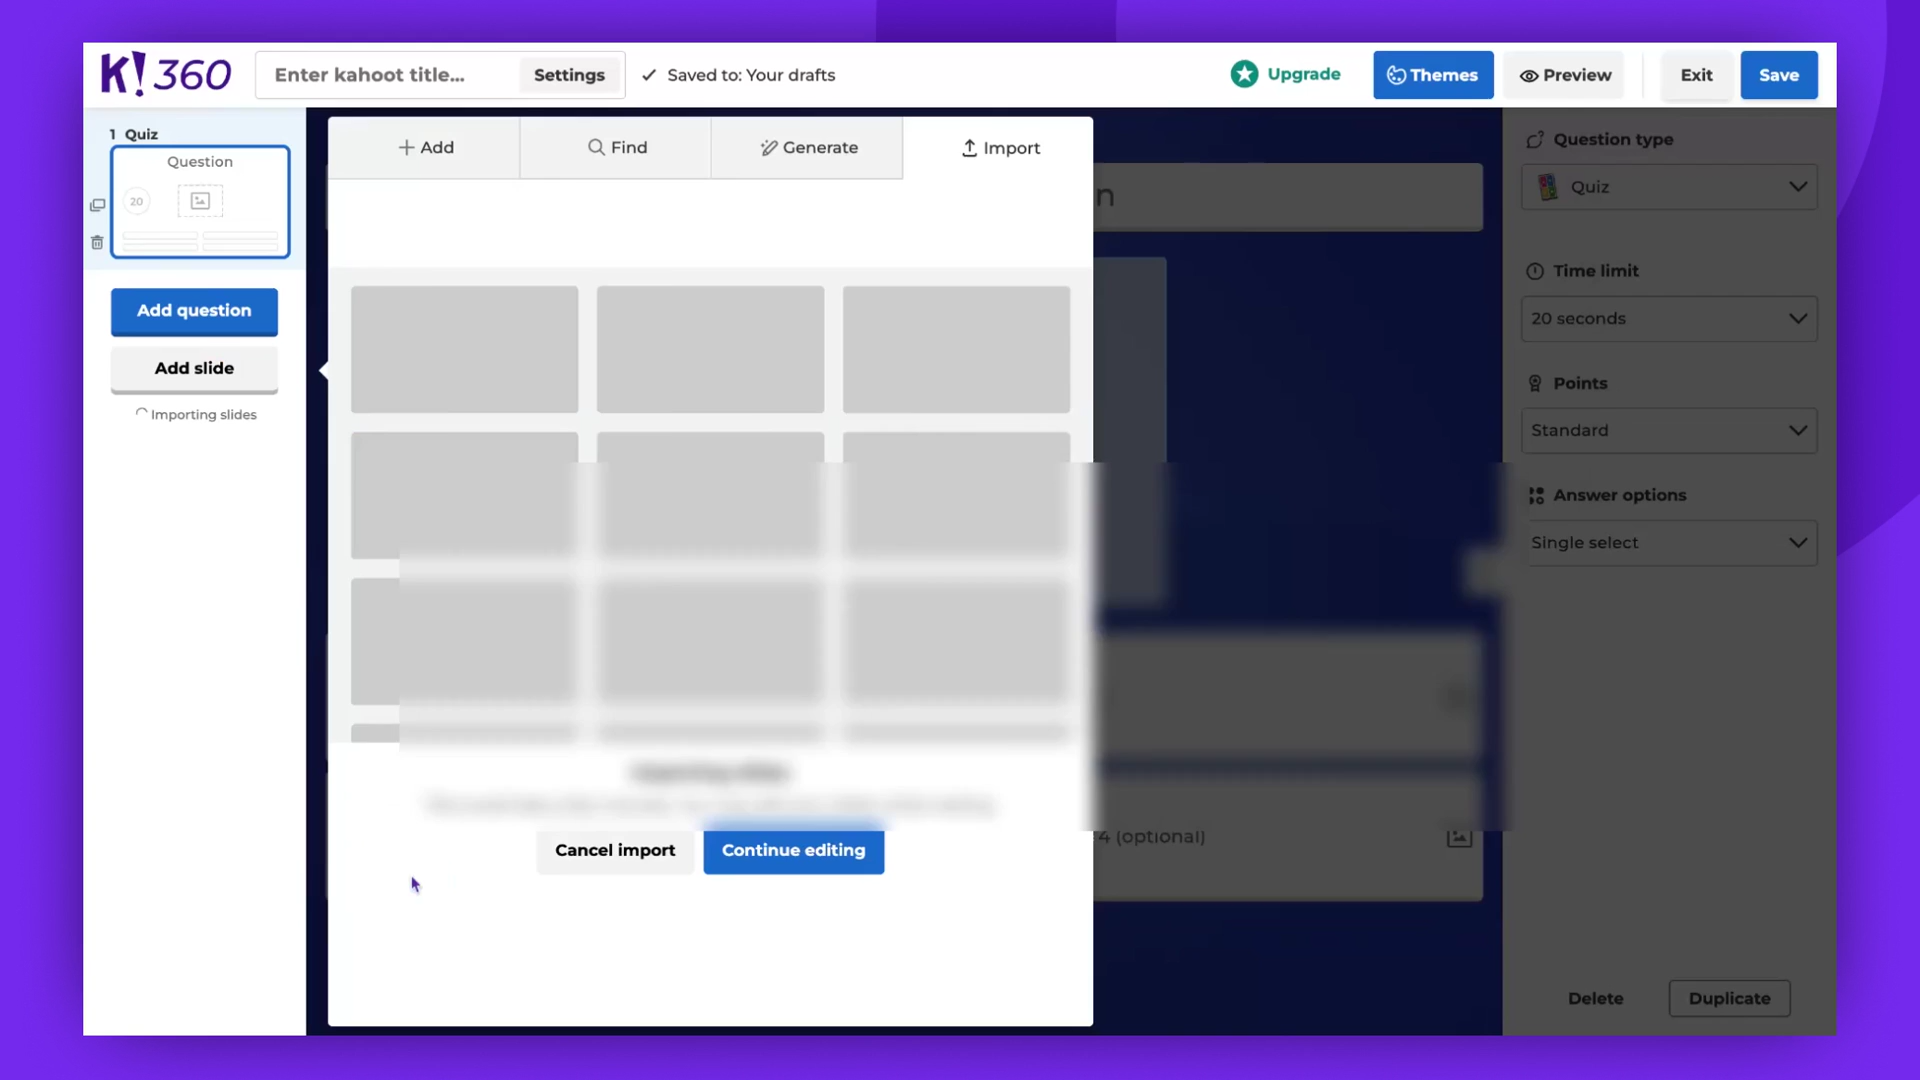 K! 360
Enter kahoot title...
Settings
Saved to: Your drafts
Upgrade
Themes
Preview
Exit
Save
1 Quiz
Question
20
Add question
Add slide
Importing slides
Add
Find
Generate
Import
n
Cancel import
Continue editing
4 (optional)
Question type
Quiz
Time limit
20 seconds
Points
Standard
Answer options
Single select
Delete
Duplicate